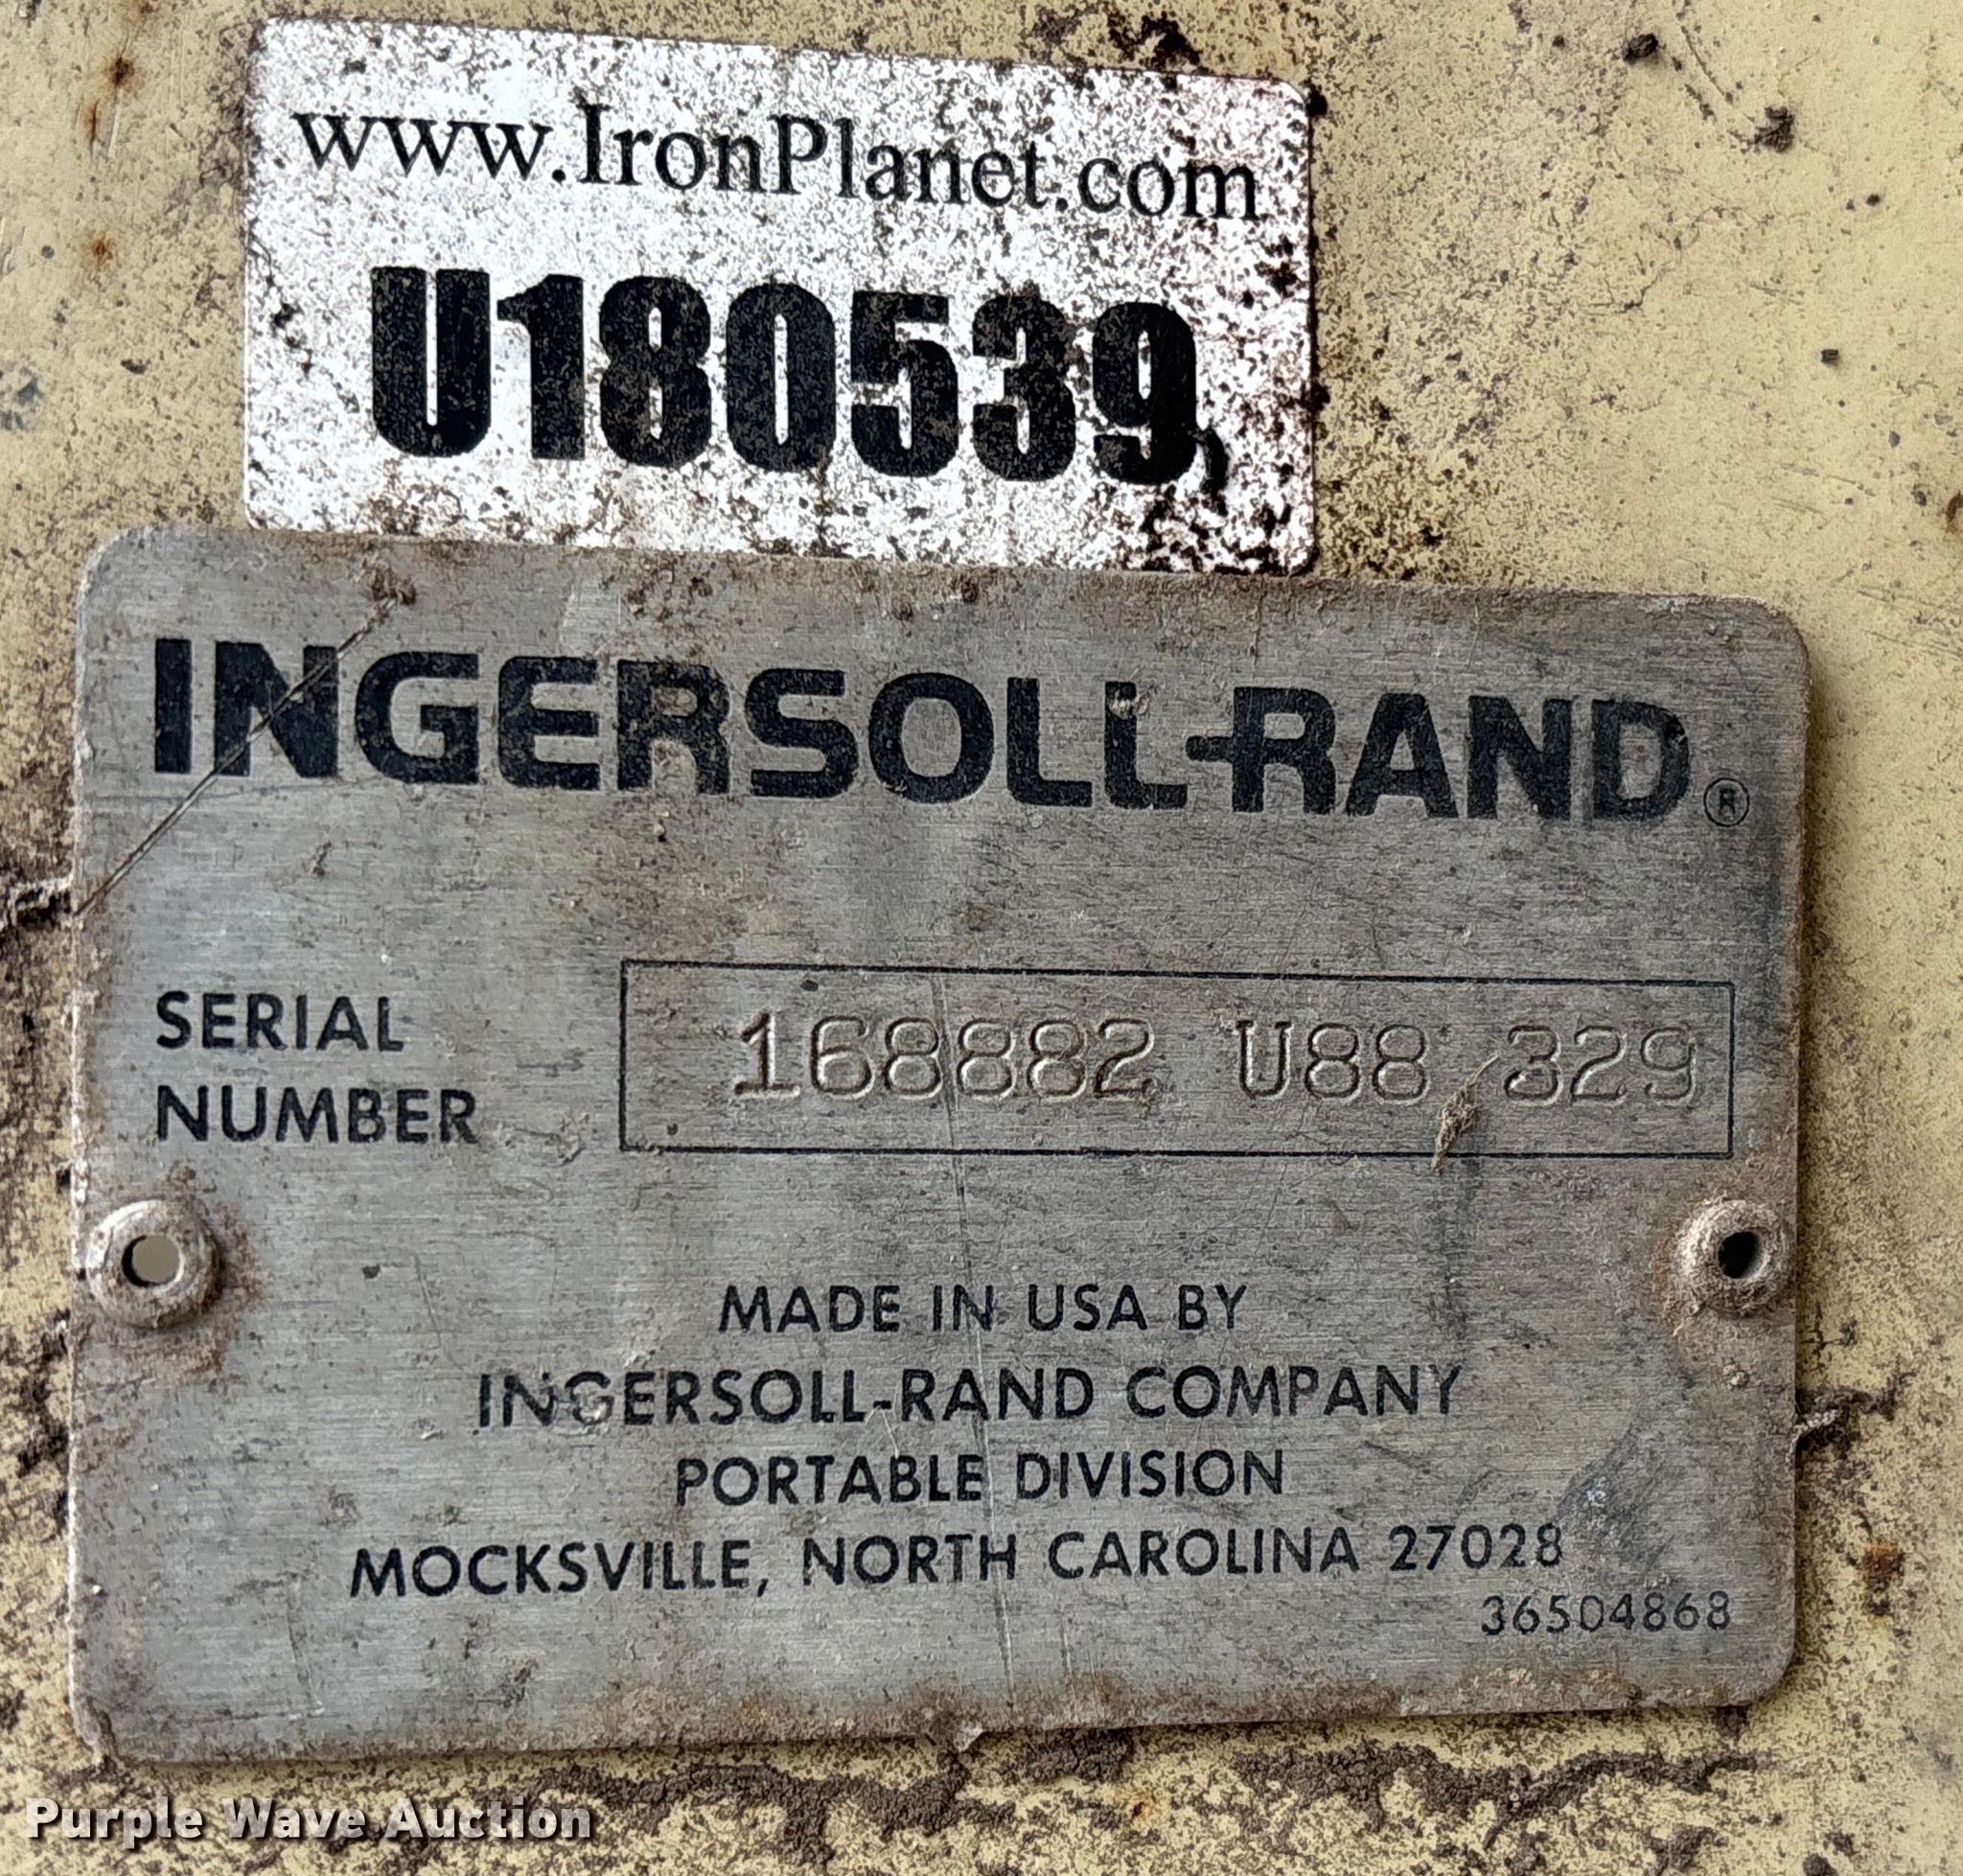 www.IronPlanet.com
U180539
INGERSOLL-RAND®
SERIAL
NUMBER
168882 U88 329
MADE IN USA BY
INGERSOLL-RAND COMPANY
PORTABLE DIVISION
MOCKSVILLE, NORTH CAROLINA 27028
36504868
Purple Wave Auction